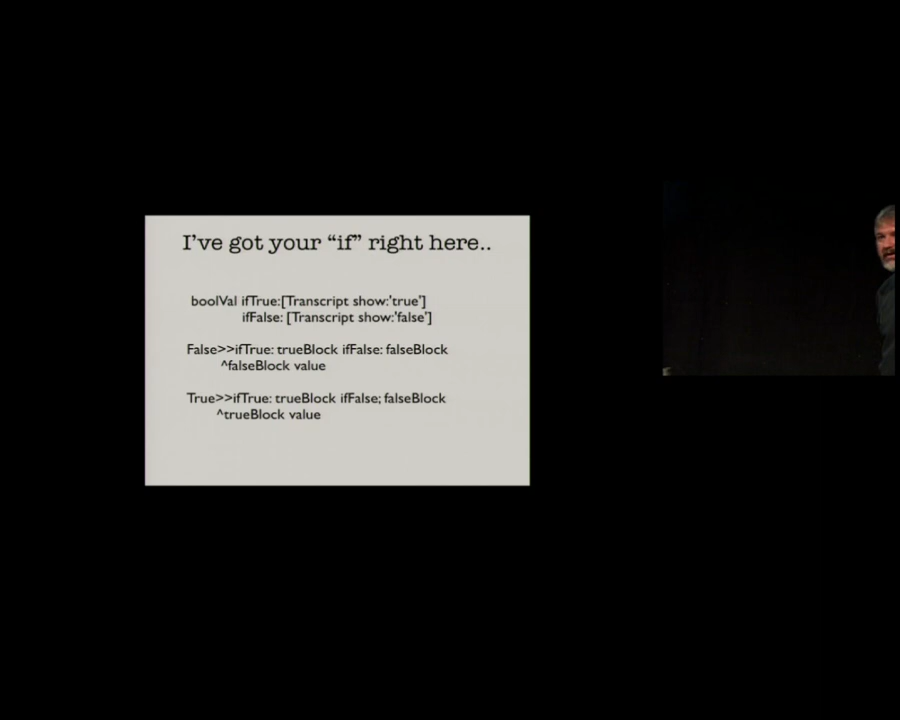 I've got your “if” right here..
boolVal ifTrue:[Transcript show:'true']
ifFalse: [Transcript show:'false']
False>>ifTrue: trueBlock ifFalse: falseBlock
^falseBlock value
True>>ifTrue: trueBlock ifFalse; falseBlock
^trueBlock value